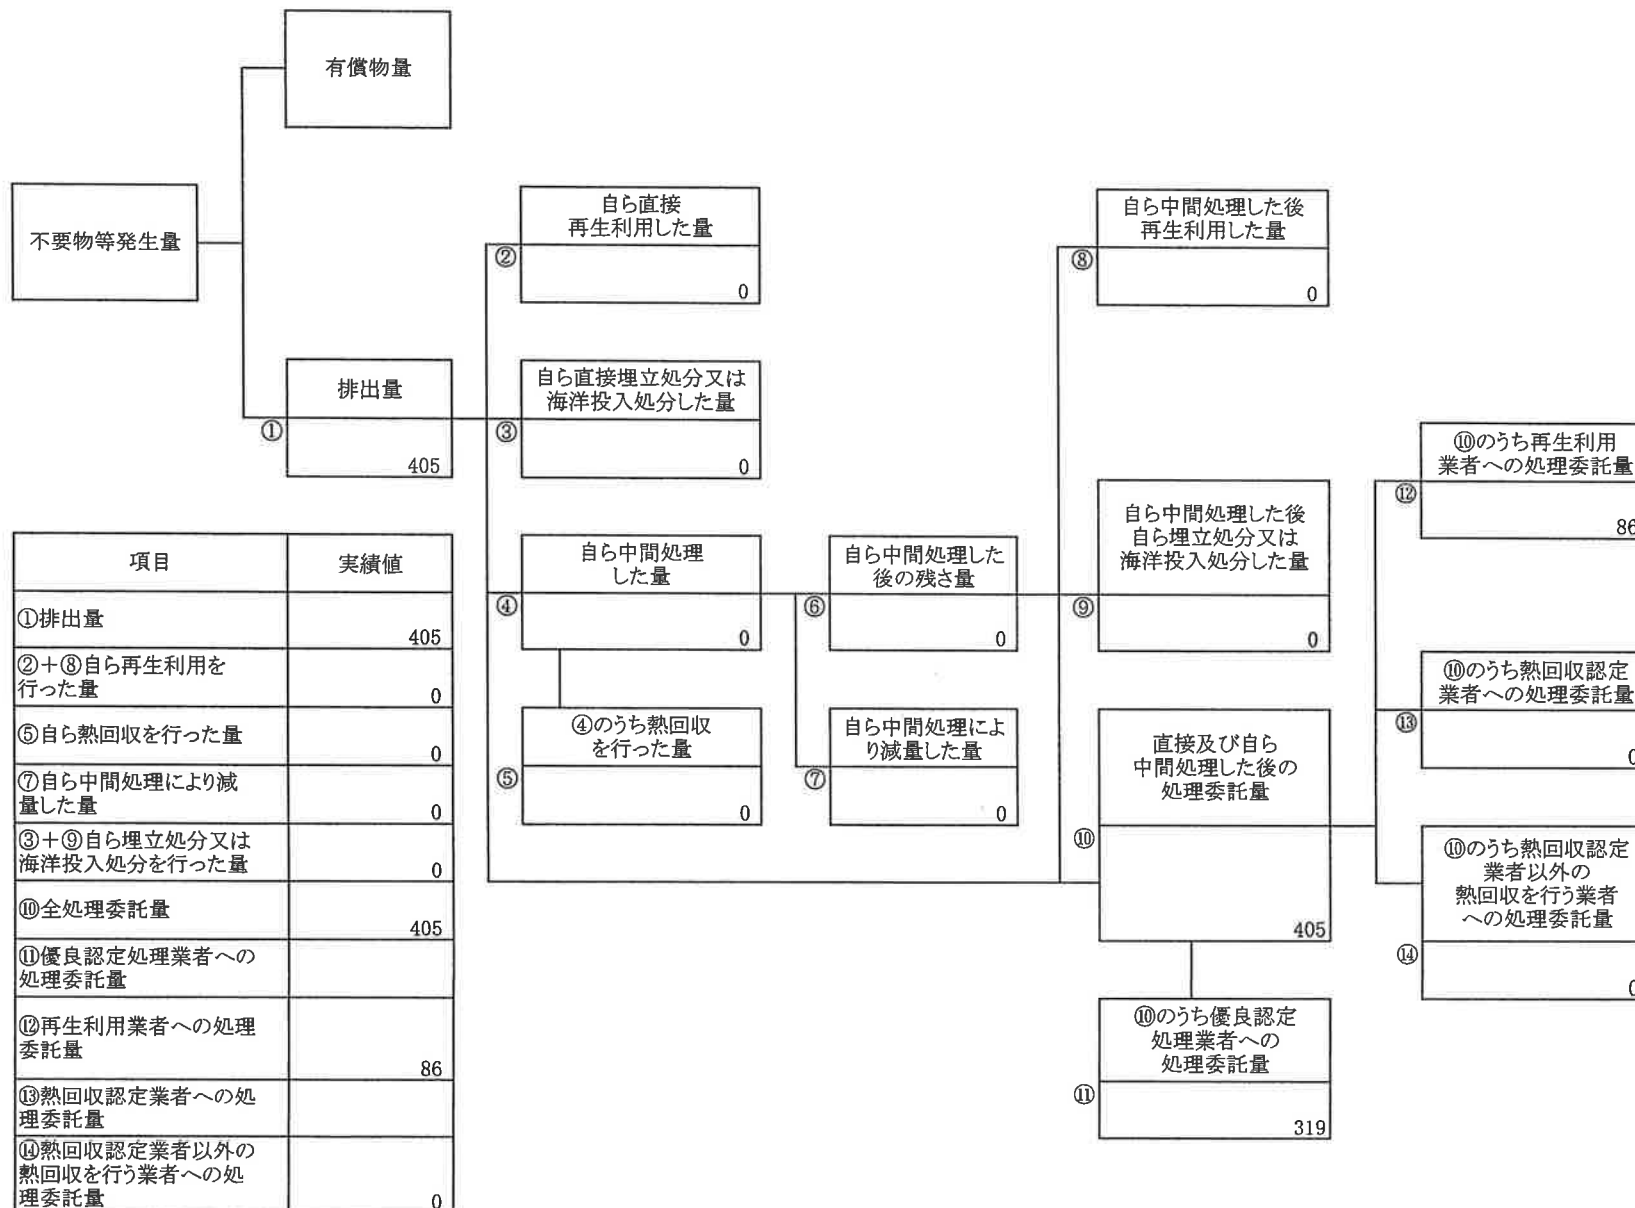 有償物量
不要物等発生量
自ら直接
再生利用した量
②
0
自ら中間処理した後
再生利用した量
⑧
0
排出量
①
405
自ら直接埋立処分又は
海洋投入処分した量
③
0
⑩のうち再生利用
業者への処理委託量
⑫
86
自ら中間処理
した量
④
0
自ら中間処理した
後の残さ量
⑥
0
自ら中間処理した後
自ら埋立処分又は
海洋投入処分した量
⑨
0
⑩のうち熱回収認定
業者への処理委託量
⑬
0
④のうち熱回収
を行った量
⑤
0
自ら中間処理によ
り減量した量
⑦
0
直接及び自ら
中間処理した後の
処理委託量
⑩
405
⑩のうち熱回収認定
業者以外の
熱回収を行う業者
への処理委託量
⑭
0
⑩のうち優良認定
処理業者への
処理委託量
⑪
319
項目 実績値
①排出量
405
②+⑧自ら再生利用を
行った量
0
⑤自ら熱回収を行った量
0
⑦自ら中間処理により減
量した量
0
③+⑨自ら埋立処分又は
海洋投入処分を行った量
0
⑩全処理委託量
405
⑪優良認定処理業者への
処理委託量
⑫再生利用業者への処理
委託量
86
⑬熱回収認定業者への処
理委託量
⑭熱回収認定業者以外の
熱回収を行う業者への処
理委託量
0